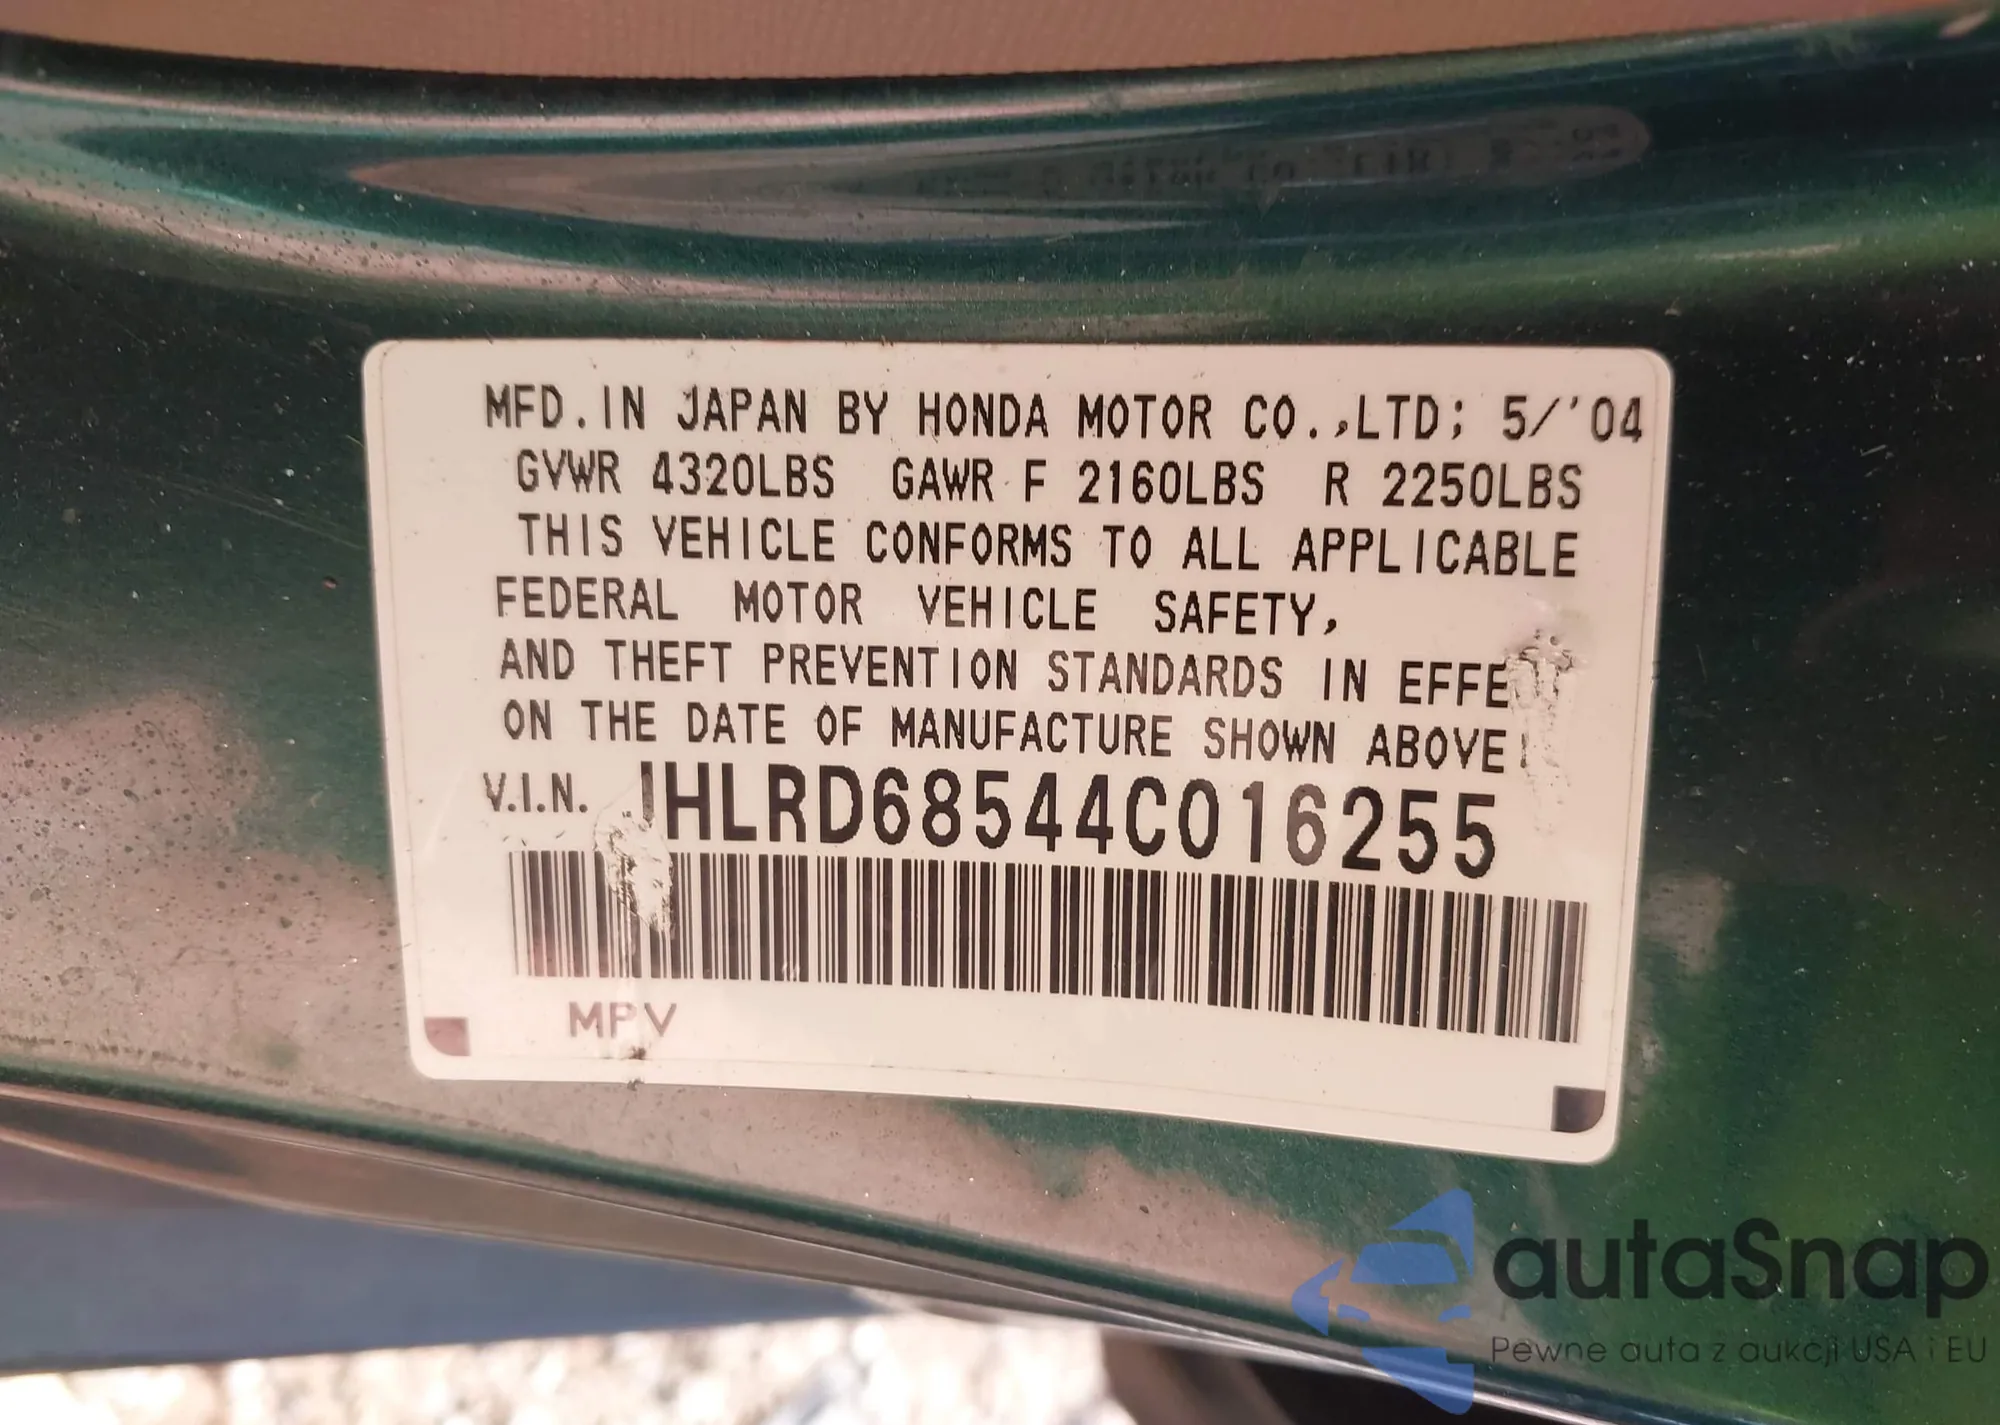 MFD. IN JAPAN BY HONDA MOTOR CO., LTD; 5/'04
GVWR 4320LBS GAWR F 2160LBS R 2250LBS
THIS VEHICLE CONFORMS TO ALL APPLICABLE
FEDERAL MOTOR VEHICLE SAFETY,
AND THEFT PREVENTION STANDARDS IN EFFE
ON THE DATE OF MANUFACTURE SHOWN ABOVE.
V.I.N. JHLRD68544C016255
MPV
autaSnap
Pewne auta z aukcji USA i EU